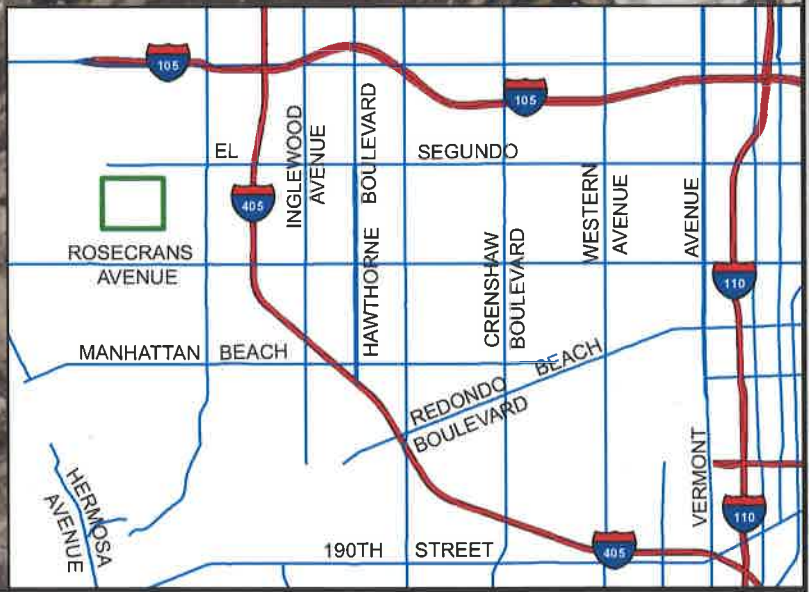 105
105
EL SEGUNDO
INGLEWOOD
AVENUE
HAWTHORNE BOULEVARD
405
WESTERN
AVENUE
AVENUE
ROSECRANS
AVENUE
CRENSHAW
BOULEVARD
110
MANHATTAN BEACH
REDONDO BEACH
BOULEVARD
VERMONT
HERMOSA
AVENUE
110
190TH STREET
405